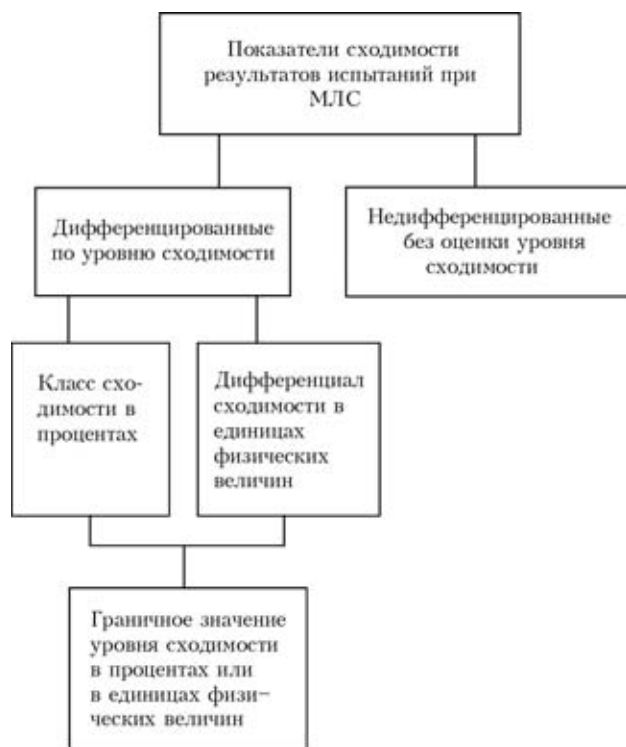 Показатели сходимости
результатов испытаний при
МЛС
Дифференцированные
по уровню сходимости
Недифференцированные
без оценки уровня
сходимости
Класс схо-
димости в
процентах
Дифференциал
сходимости в
единицах
физических
величин
Граничное значение
уровня сходимости
в процентах или
в единицах физи-
ческих величин